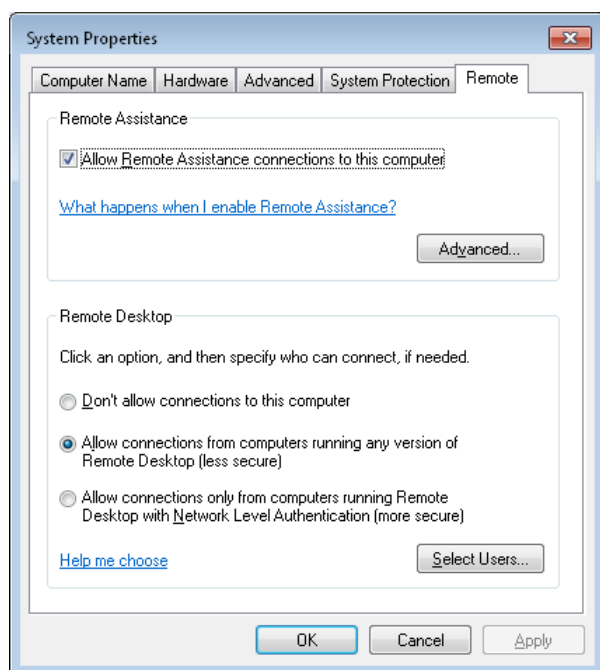 System Properties
Computer Name Hardware Advanced System Protection Remote
Remote Assistance
Allow Remote Assistance connections to this computer
What happens when I enable Remote Assistance?
Advanced...
Remote Desktop
Click an option, and then specify who can connect, if needed.
Don't allow connections to this computer
Allow connections from computers running any version of
Remote Desktop (less secure)
Allow connections only from computers running Remote
Desktop with Network Level Authentication (more secure)
Help me choose
Select Users...
OK Cancel Apply